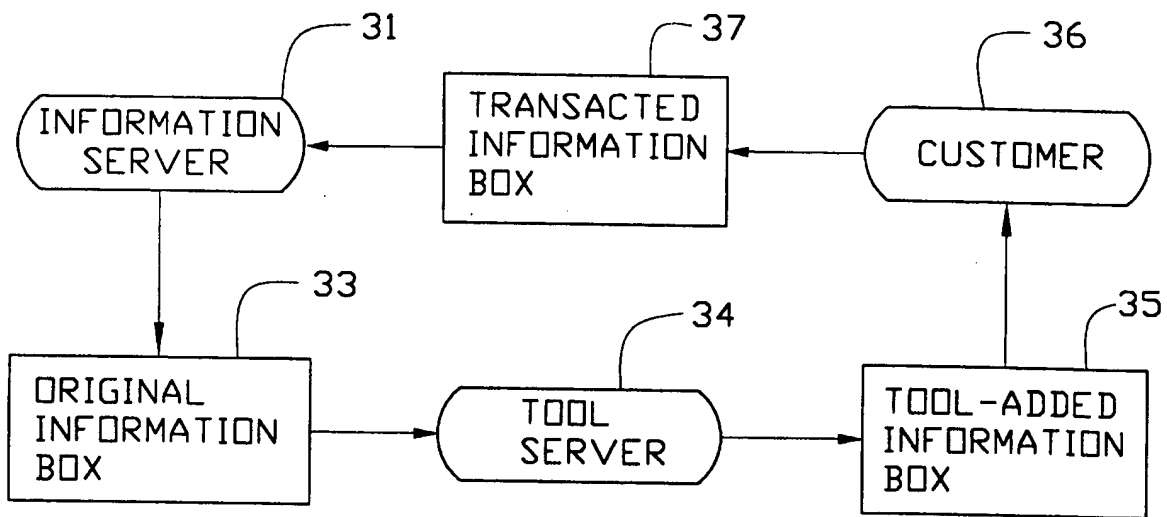 31
INFORMATION
SERVER
37
TRANSACTED
INFORMATION
BOX
36
CUSTOMER
33
ORIGINAL
INFORMATION
BOX
34
TOOL
SERVER
35
TOOL-ADDED
INFORMATION
BOX